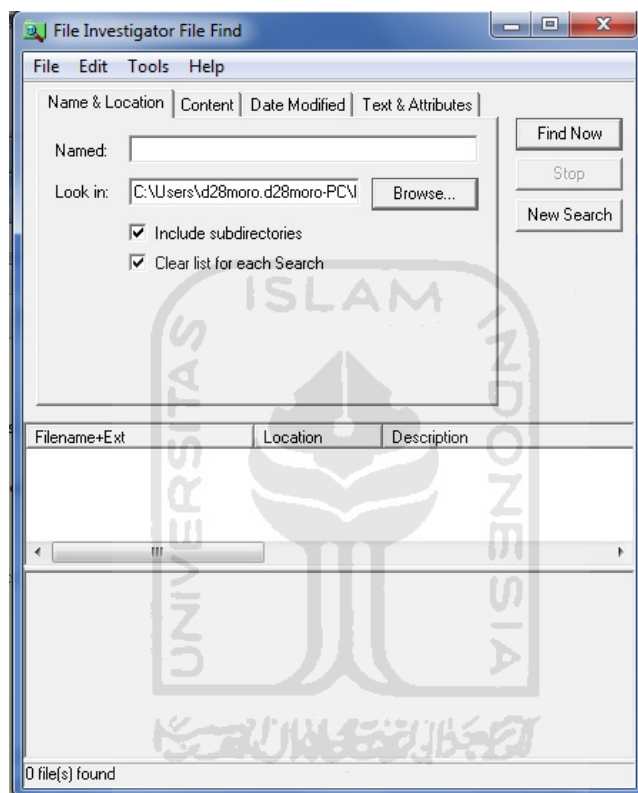 File Investigator File Find
File Edit Tools Help
Name & Location Content Date Modified Text & Attributes
Named:
Find Now
Stop
Look in: C:\Users\d28moro.d28moro-PC\I Browse...
New Search
Include subdirectories
Clear list for each Search
ISLAM
UNIVERSITAS
INDONESIA
Filename+Ext Location Description
0 file(s) found